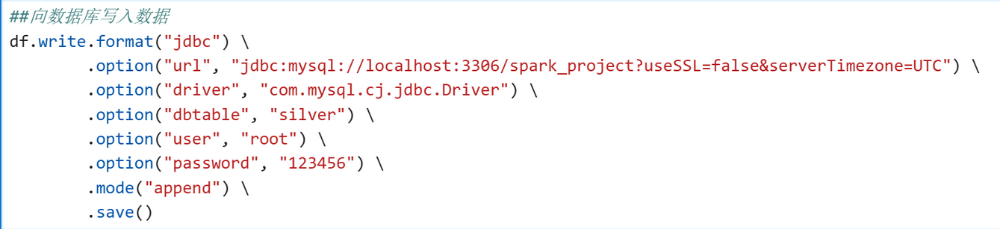 ##向数据库写入数据
df.write.format("jdbc") \
        .option("url", "jdbc:mysql://localhost:3306/spark_project?useSSL=false&serverTimezone=UTC") \
        .option("driver", "com.mysql.cj.jdbc.Driver") \
        .option("dbtable", "silver") \
        .option("user", "root") \
        .option("password", "123456") \
        .mode("append") \
        .save()